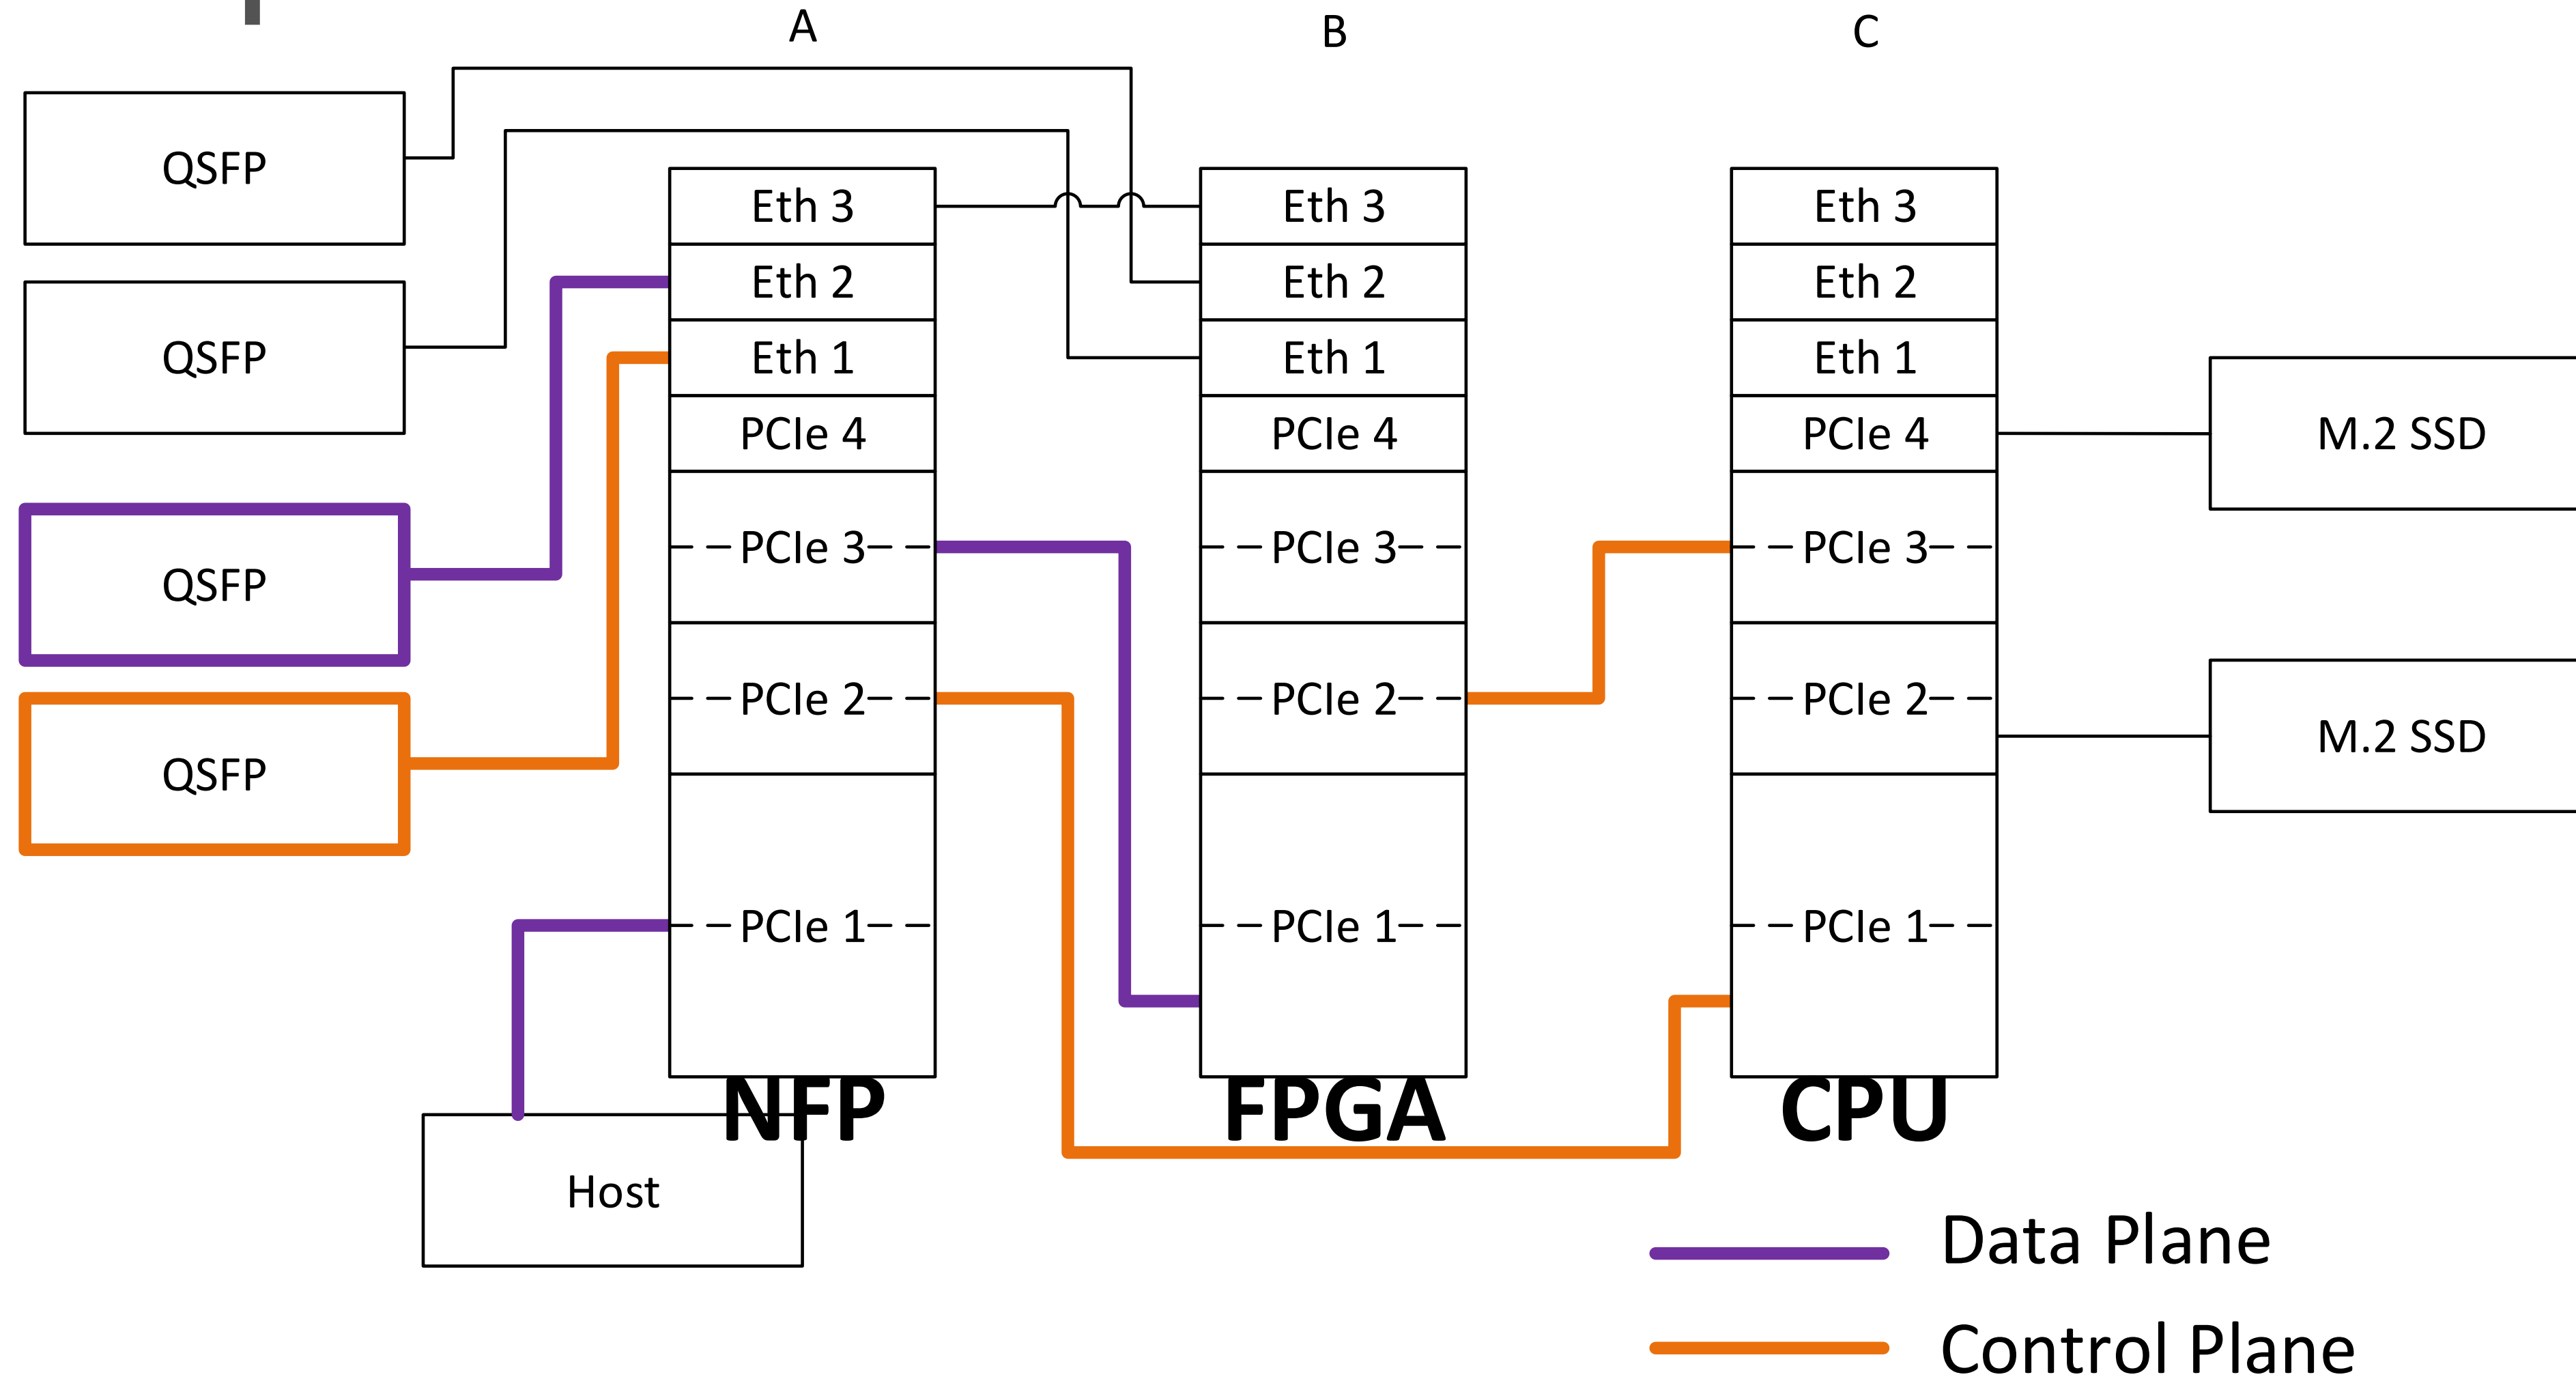 A
B
C
QSFP
QSFP
QSFP
QSFP
Eth 3
Eth 2
Eth 1
PCIe 4
PCIe 3
PCIe 2
PCIe 1
NFP
Eth 3
Eth 2
Eth 1
PCIe 4
PCIe 3
PCIe 2
PCIe 1
FPGA
Eth 3
Eth 2
Eth 1
PCIe 4
PCIe 3
PCIe 2
PCIe 1
CPU
M.2 SSD
M.2 SSD
Host
Data Plane
Control Plane